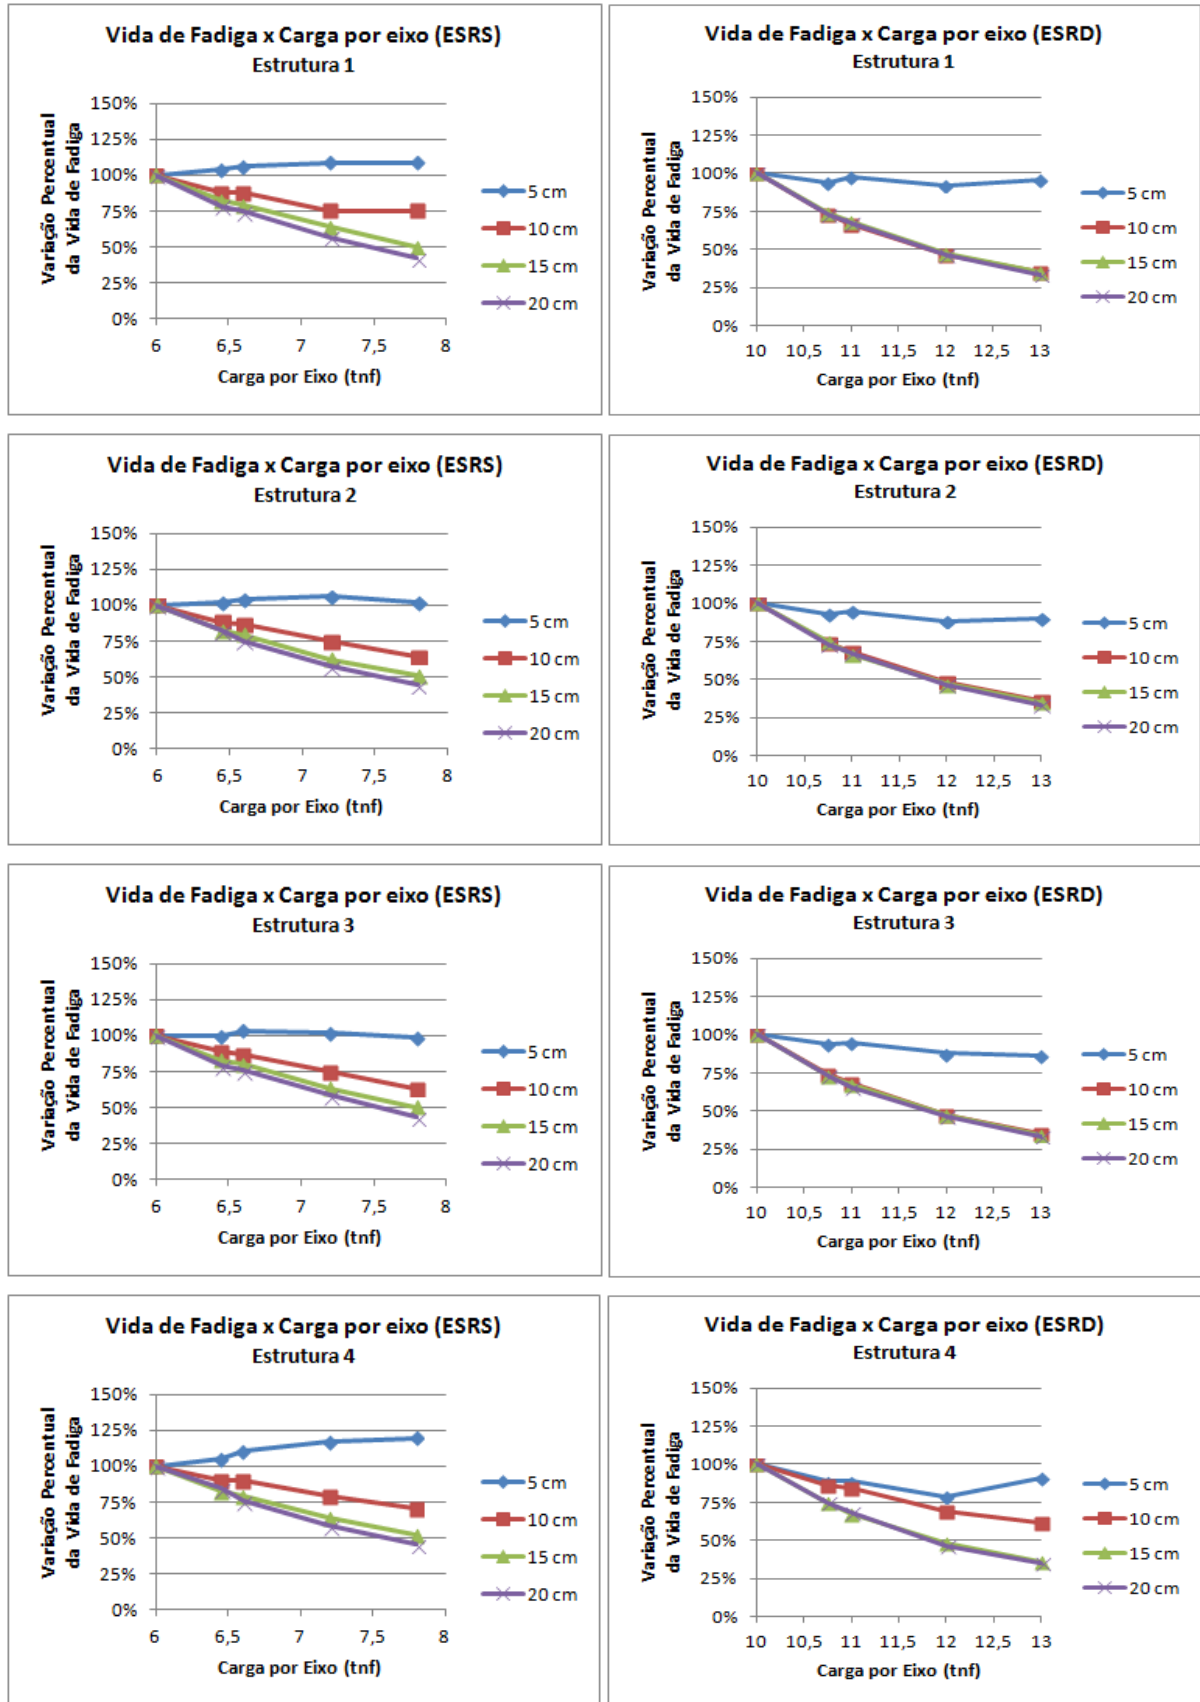 Vida de Fadiga x Carga por eixo (ESRS)
Estrutura 1
Variação Percentual
da Vida de Fadiga
150%
125%
100%
75%
50%
25%
0%
6 6,5 7 7,5 8
Carga por Eixo (tnf)
5 cm
10 cm
15 cm
20 cm
Vida de Fadiga x Carga por eixo (ESRD)
Estrutura 1
Variação Percentual
da Vida de Fadiga
150%
125%
100%
75%
50%
25%
0%
10 10,5 11 11,5 12 12,5 13
Carga por Eixo (tnf)
5 cm
10 cm
15 cm
20 cm
Vida de Fadiga x Carga por eixo (ESRS)
Estrutura 2
Variação Percentual
da Vida de Fadiga
150%
125%
100%
75%
50%
25%
0%
6 6,5 7 7,5 8
Carga por Eixo (tnf)
5 cm
10 cm
15 cm
20 cm
Vida de Fadiga x Carga por eixo (ESRD)
Estrutura 2
Variação Percentual
da Vida de Fadiga
150%
125%
100%
75%
50%
25%
0%
10 10,5 11 11,5 12 12,5 13
Carga por Eixo (tnf)
5 cm
10 cm
15 cm
20 cm
Vida de Fadiga x Carga por eixo (ESRS)
Estrutura 3
Variação Percentual
da Vida de Fadiga
150%
125%
100%
75%
50%
25%
0%
6 6,5 7 7,5 8
Carga por Eixo (tnf)
5 cm
10 cm
15 cm
20 cm
Vida de Fadiga x Carga por eixo (ESRD)
Estrutura 3
Variação Percentual
da Vida de Fadiga
150%
125%
100%
75%
50%
25%
0%
10 10,5 11 11,5 12 12,5 13
Carga por Eixo (tnf)
5 cm
10 cm
15 cm
20 cm
Vida de Fadiga x Carga por eixo (ESRS)
Estrutura 4
Variação Percentual
da Vida de Fadiga
150%
125%
100%
75%
50%
25%
0%
6 6,5 7 7,5 8
Carga por Eixo (tnf)
5 cm
10 cm
15 cm
20 cm
Vida de Fadiga x Carga por eixo (ESRD)
Estrutura 4
Variação Percentual
da Vida de Fadiga
150%
125%
100%
75%
50%
25%
0%
10 10,5 11 11,5 12 12,5 13
Carga por Eixo (tnf)
5 cm
10 cm
15 cm
20 cm